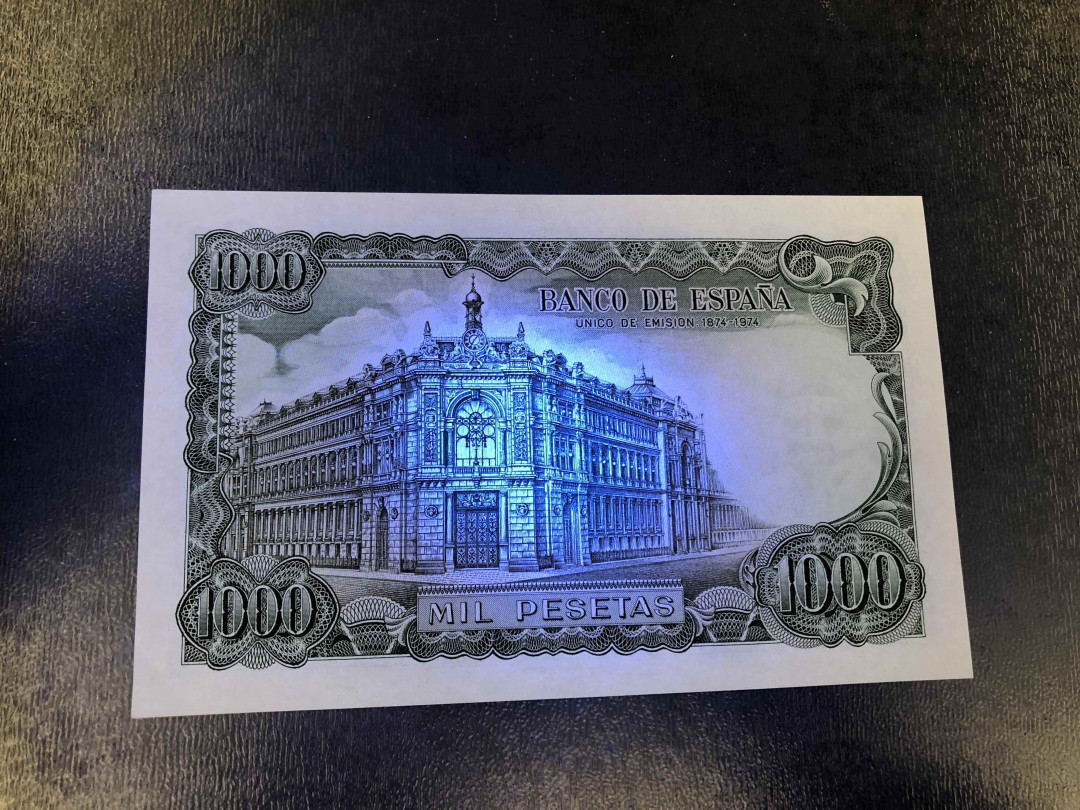 1000
BANCO DE ESPAÑA
UNICO DE EMISION: 1874-1974
MIL PESETAS
1000
1000